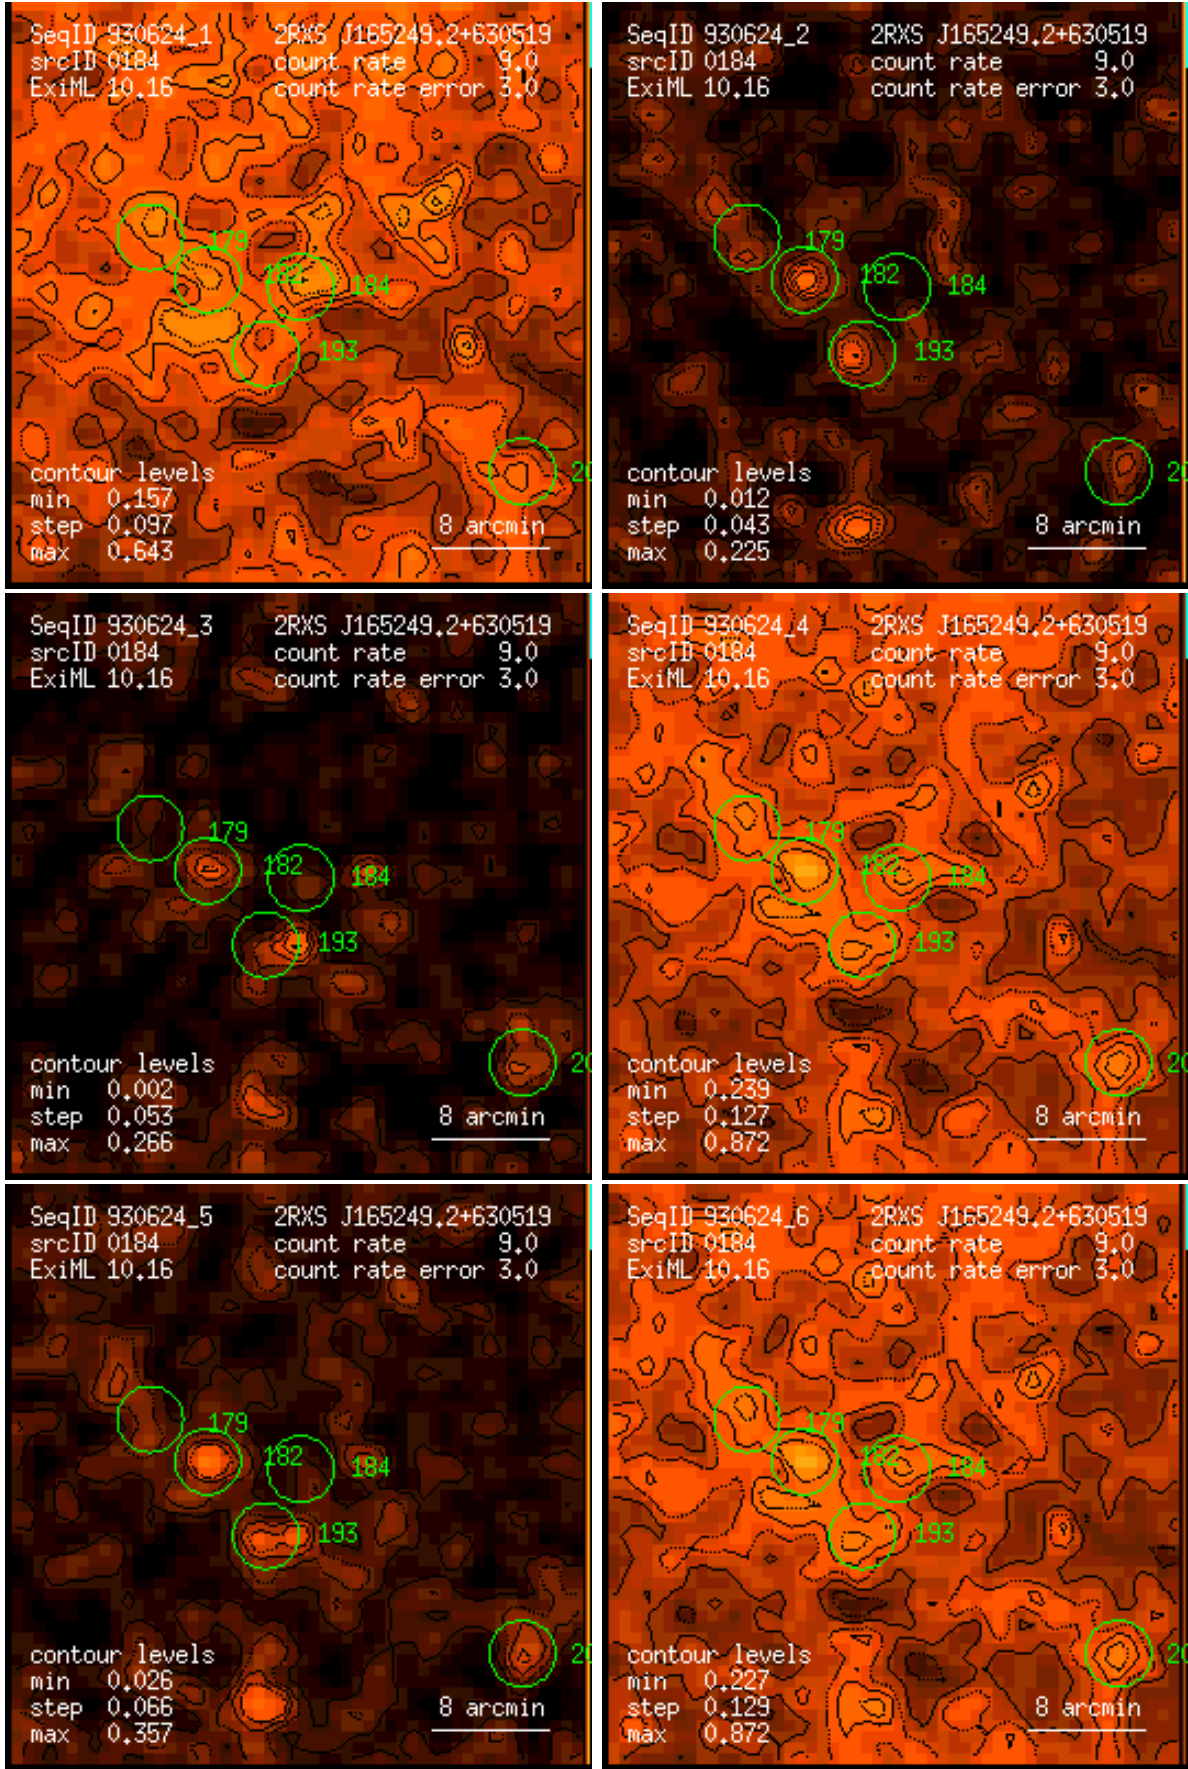 SeqID 930624_1 2RXS J165249.2+630519
srcID 0184 count rate 9.0
ExiML 10.16 count rate error 3.0
179
182 184
193
contour levels
min 0.157
step 0.097
max 0.643
20
8 arcmin
SeqID 930624_2 2RXS J165249.2+630519
srcID 0184 count rate 9.0
ExiML 10.16 count rate error 3.0
179
182 184
193
contour levels
min 0.012
step 0.043
max 0.225
20
8 arcmin
SeqID 930624_3 2RXS J165249.2+630519
srcID 0184 count rate 9.0
ExiML 10.16 count rate error 3.0
179
182 184
193
contour levels
min 0.002
step 0.053
max 0.266
20
8 arcmin
SeqID 930624_4 2RXS J165249.2+630519
srcID 0184 count rate 9.0
ExiML 10.16 count rate error 3.0
179
182 184
193
contour levels
min 0.239
step 0.127
max 0.872
20
8 arcmin
SeqID 930624_5 2RXS J165249.2+630519
srcID 0184 count rate 9.0
ExiML 10.16 count rate error 3.0
179
182 184
193
contour levels
min 0.026
step 0.066
max 0.357
20
8 arcmin
SeqID 930624_6 2RXS J165249.2+630519
srcID 0184 count rate 9.0
ExiML 10.16 count rate error 3.0
179
182 184
193
contour levels
min 0.227
step 0.129
max 0.872
20
8 arcmin